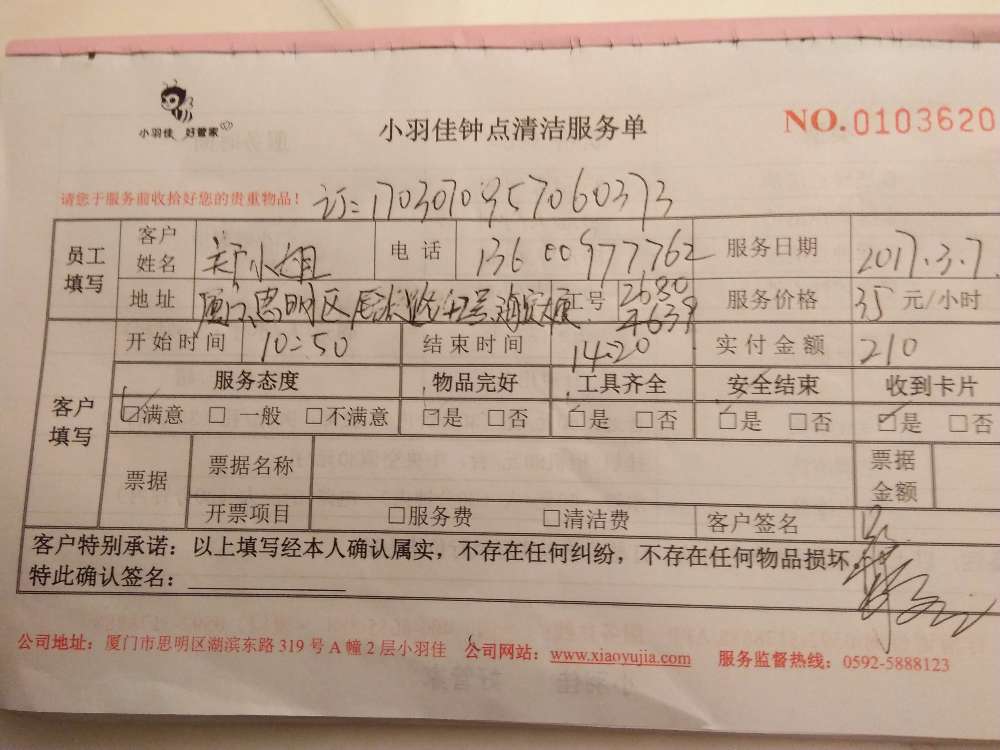 小羽佳 好管家
小羽佳钟点清洁服务单
NO.0103620
请您于服务前收拾好您的贵重物品！
员工填写 客户姓名 郑小姐 电话 13600977762 服务日期 2017.3.7
地址 厦门思明区 工号 2680 4639 服务价格 35 元/小时
客户填写 开始时间 10:50 结束时间 14:20 实付金额 210
服务态度 物品完好 工具齐全 安全结束 收到卡片
☑满意 □一般 □不满意 ☑是 □否 ☑是 □否 ☑是 □否 ☑是 □否
票据 票据名称 票据金额
开票项目 □服务费 □清洁费 客户签名
客户特别承诺：以上填写经本人确认属实，不存在任何纠纷，不存在任何物品损坏。
特此确认签名：
公司地址：厦门市思明区湖滨东路 319 号 A 幢 2 层小羽佳 公司网站：www.xiaoyujia.com 服务监督热线：0592-5888123